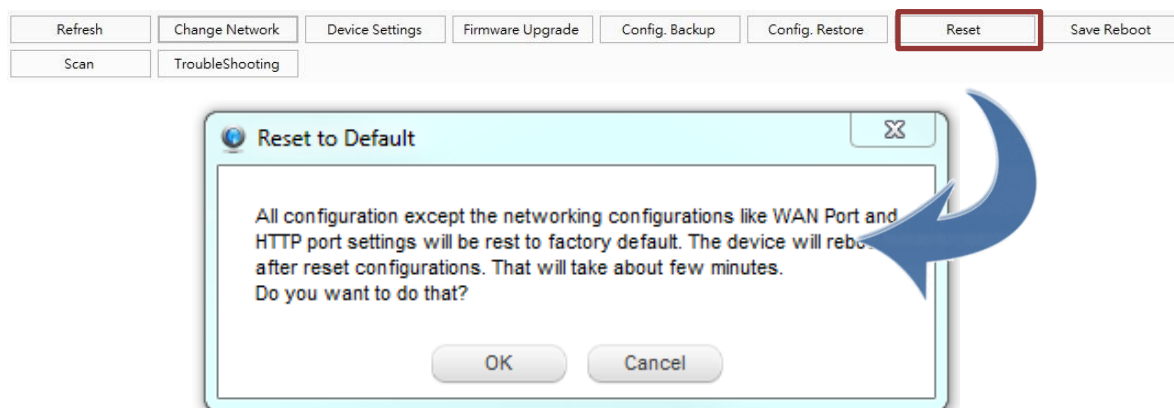 Refresh Change Network Device Settings Firmware Upgrade Config. Backup Config. Restore Reset Save Reboot
Scan TroubleShooting
Reset to Default
All configuration except the networking configurations like WAN Port and
HTTP port settings will be rest to factory default. The device will
after reset configurations. That will take about few minutes.
Do you want to do that?
OK Cancel